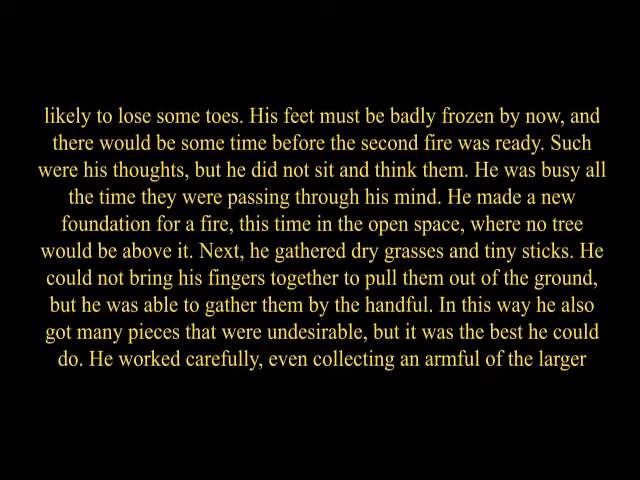 likely to lose some toes. His feet must be badly frozen by now, and
there would be some time before the second fire was ready. Such
were his thoughts, but he did not sit and think them. He was busy all
the time they were passing through his mind. He made a new
foundation for a fire, this time in the open space, where no tree
would be above it. Next, he gathered dry grasses and tiny sticks. He
could not bring his fingers together to pull them out of the ground,
but he was able to gather them by the handful. In this way he also
got many pieces that were undesirable, but it was the best he could
do. He worked carefully, even collecting an armful of the larger